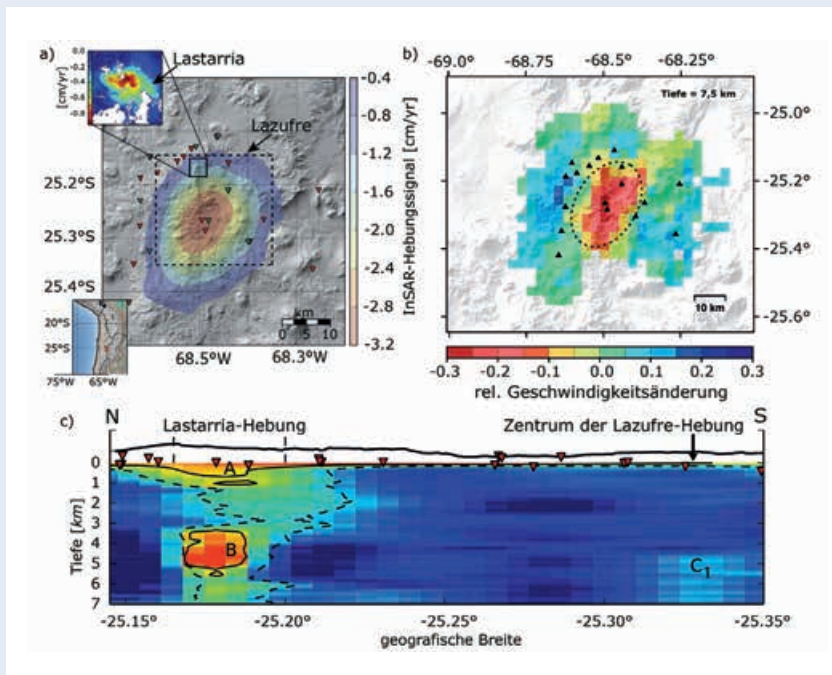 a)
Lastarria
0.0
-0.2
-0.4
-0.6
-0.8
[cm/yr]
Lazufre
25.2°S
25.3°S
25.4°S
20°S
25°S
75°W 65°W
68.5°W 68.3°W
km
0 5 10
-0.4
-0.8
-1.2
-1.6
-2.0
-2.4
-2.8
-3.2
InSAR-Hebungssignal [cm/yr]
b)
-69.0° -68.75° -68.5° -68.25°
Tiefe = 7,5 km
-25.0°
-25.2°
-25.4°
-25.6°
10 km
-0.3 -0.2 -0.1 0.0 0.1 0.2 0.3
rel. Geschwindigkeitsänderung
c)
N
Lastarria-Hebung
Zentrum der Lazufre-Hebung
S
A
B
C1
0
1
2
3
4
5
6
7
Tiefe [km]
-25.15° -25.20° -25.25° -25.30° -25.35°
geografische Breite